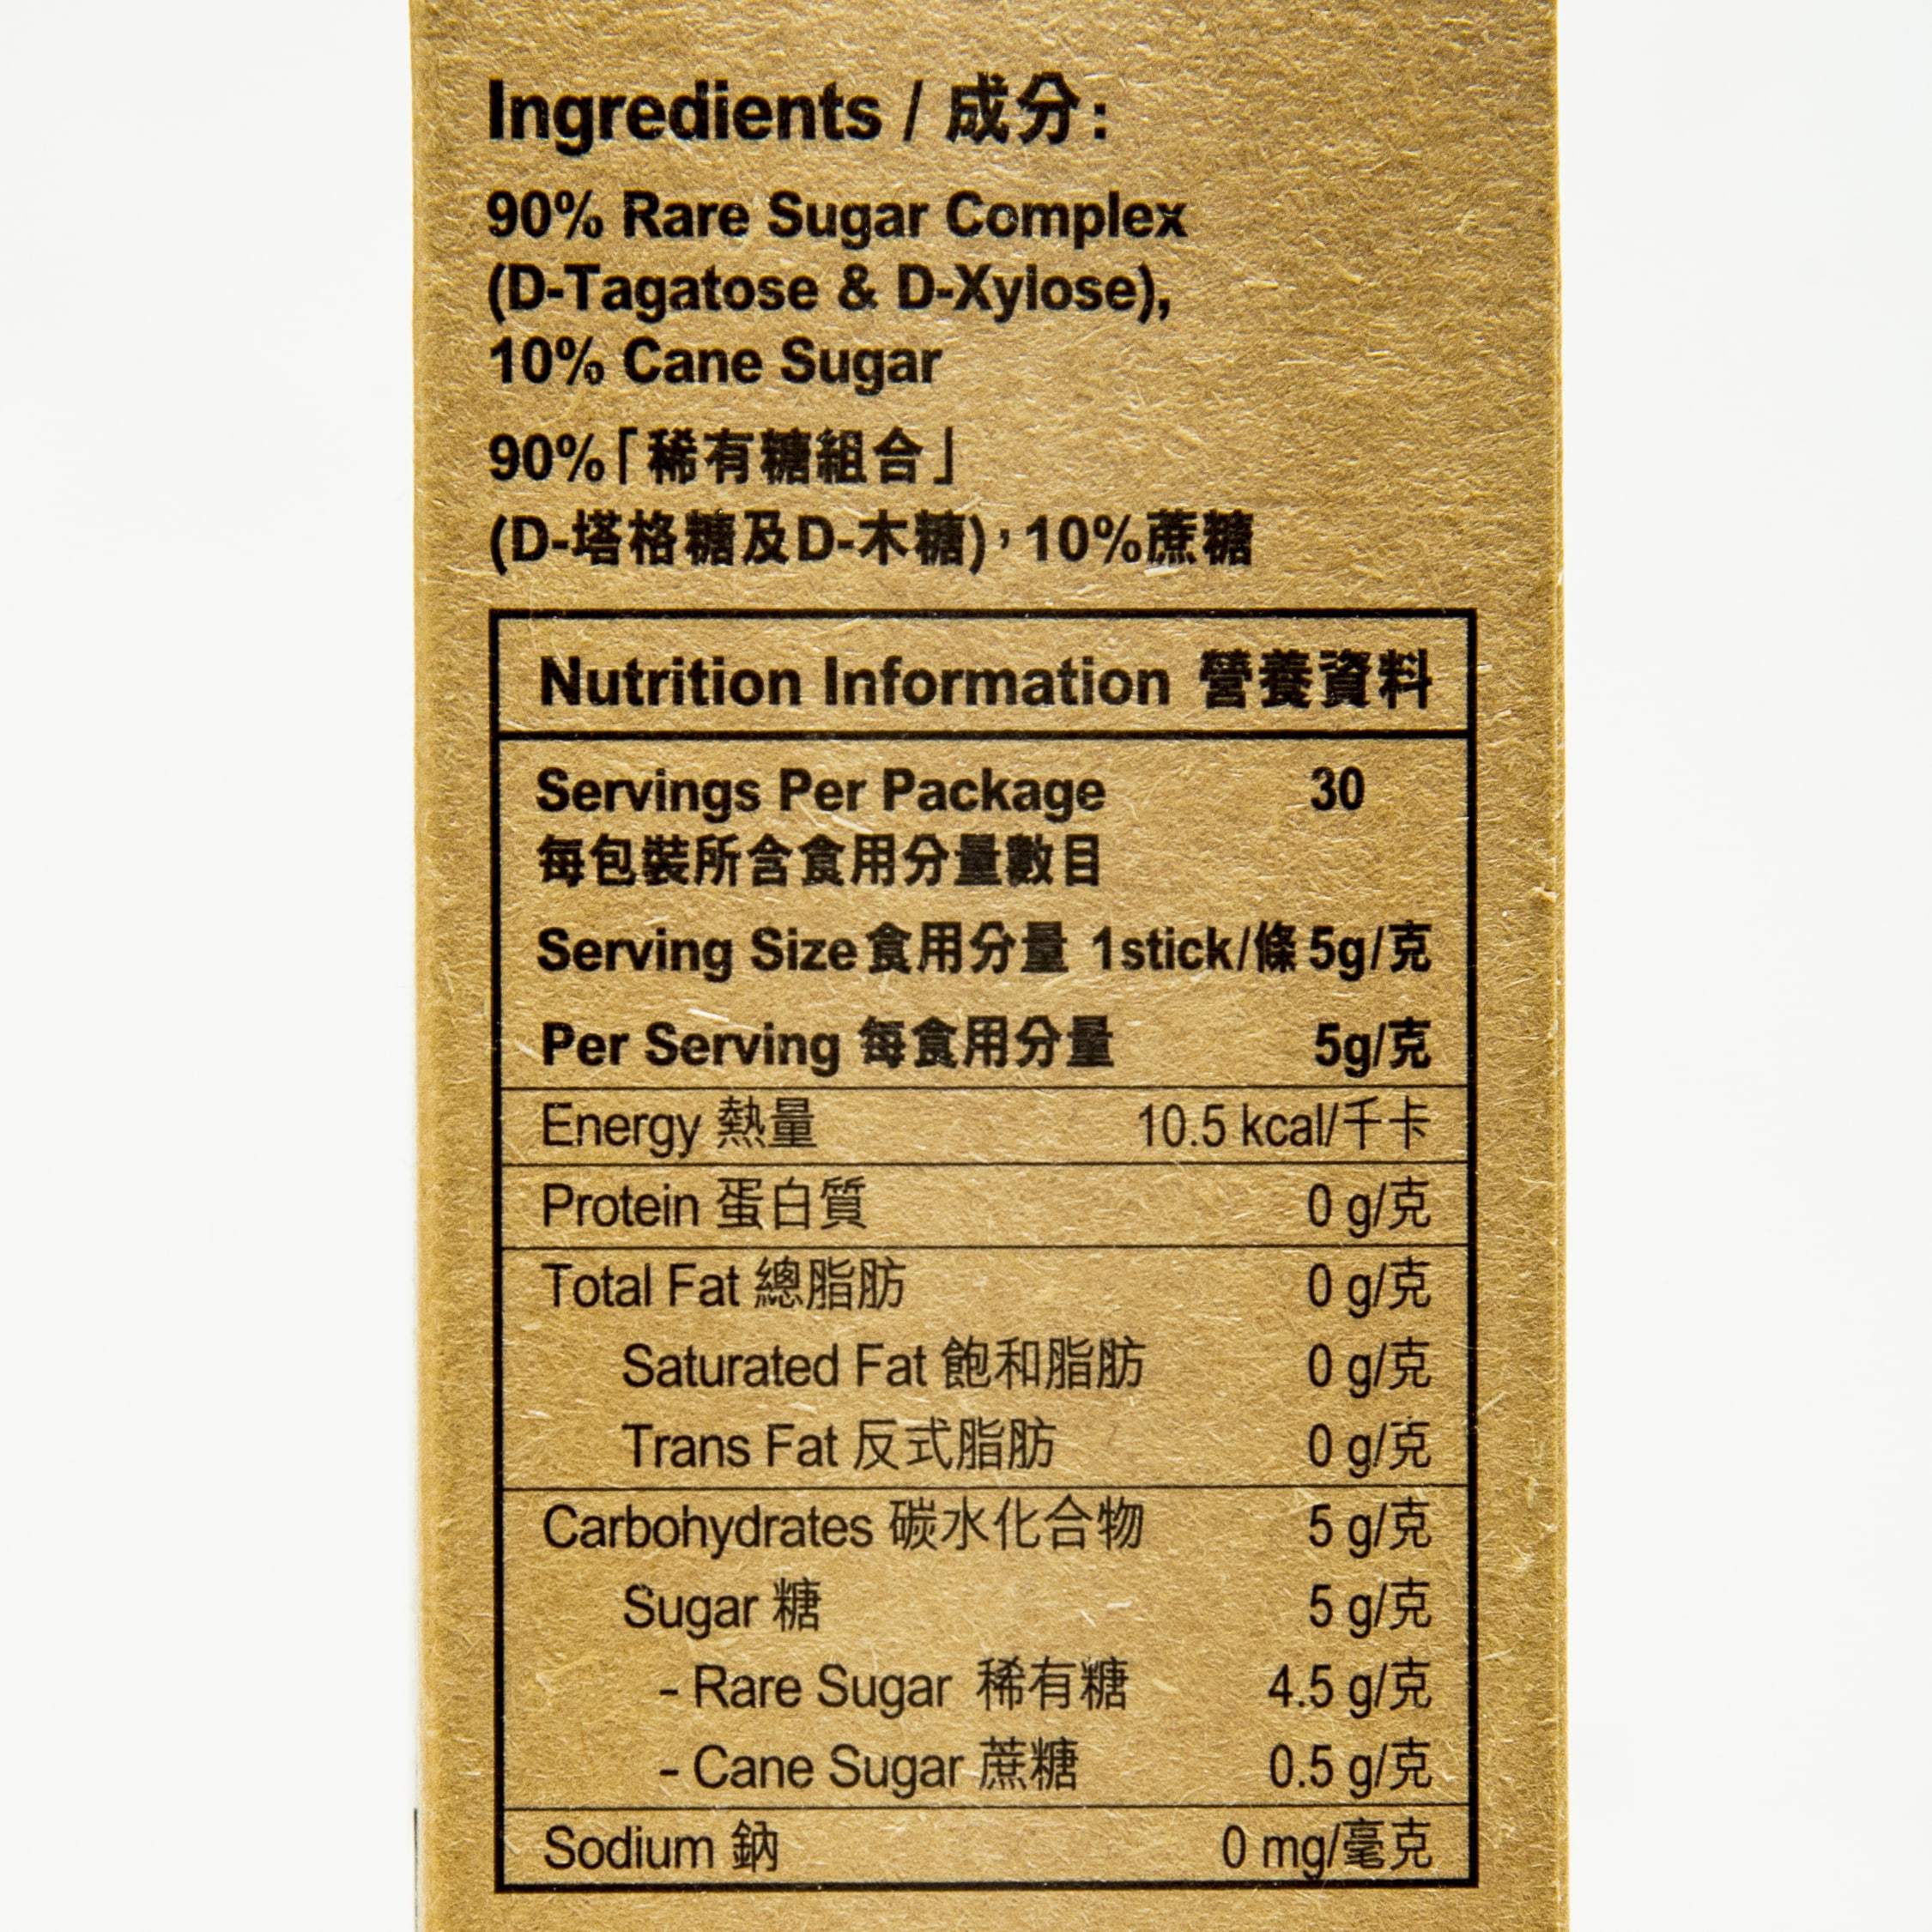 Ingredients / 成分:
90% Rare Sugar Complex
(D-Tagatose & D-Xylose),
10% Cane Sugar
90%「稀有糖組合」
(D-塔格糖及D-木糖)，10%蔗糖
Nutrition Information 營養資料
Servings Per Package 30
每包裝所含食用分量數目
Serving Size食用分量 1stick/條 5g/克
Per Serving 每食用分量 5g/克
Energy 熱量 10.5 kcal/千卡
Protein 蛋白質 0 g/克
Total Fat 總脂肪 0 g/克
Saturated Fat 飽和脂肪 0 g/克
Trans Fat 反式脂肪 0 g/克
Carbohydrates 碳水化合物 5 g/克
Sugar 糖 5 g/克
- Rare Sugar 稀有糖 4.5 g/克
- Cane Sugar 蔗糖 0.5 g/克
Sodium 鈉 0 mg/毫克